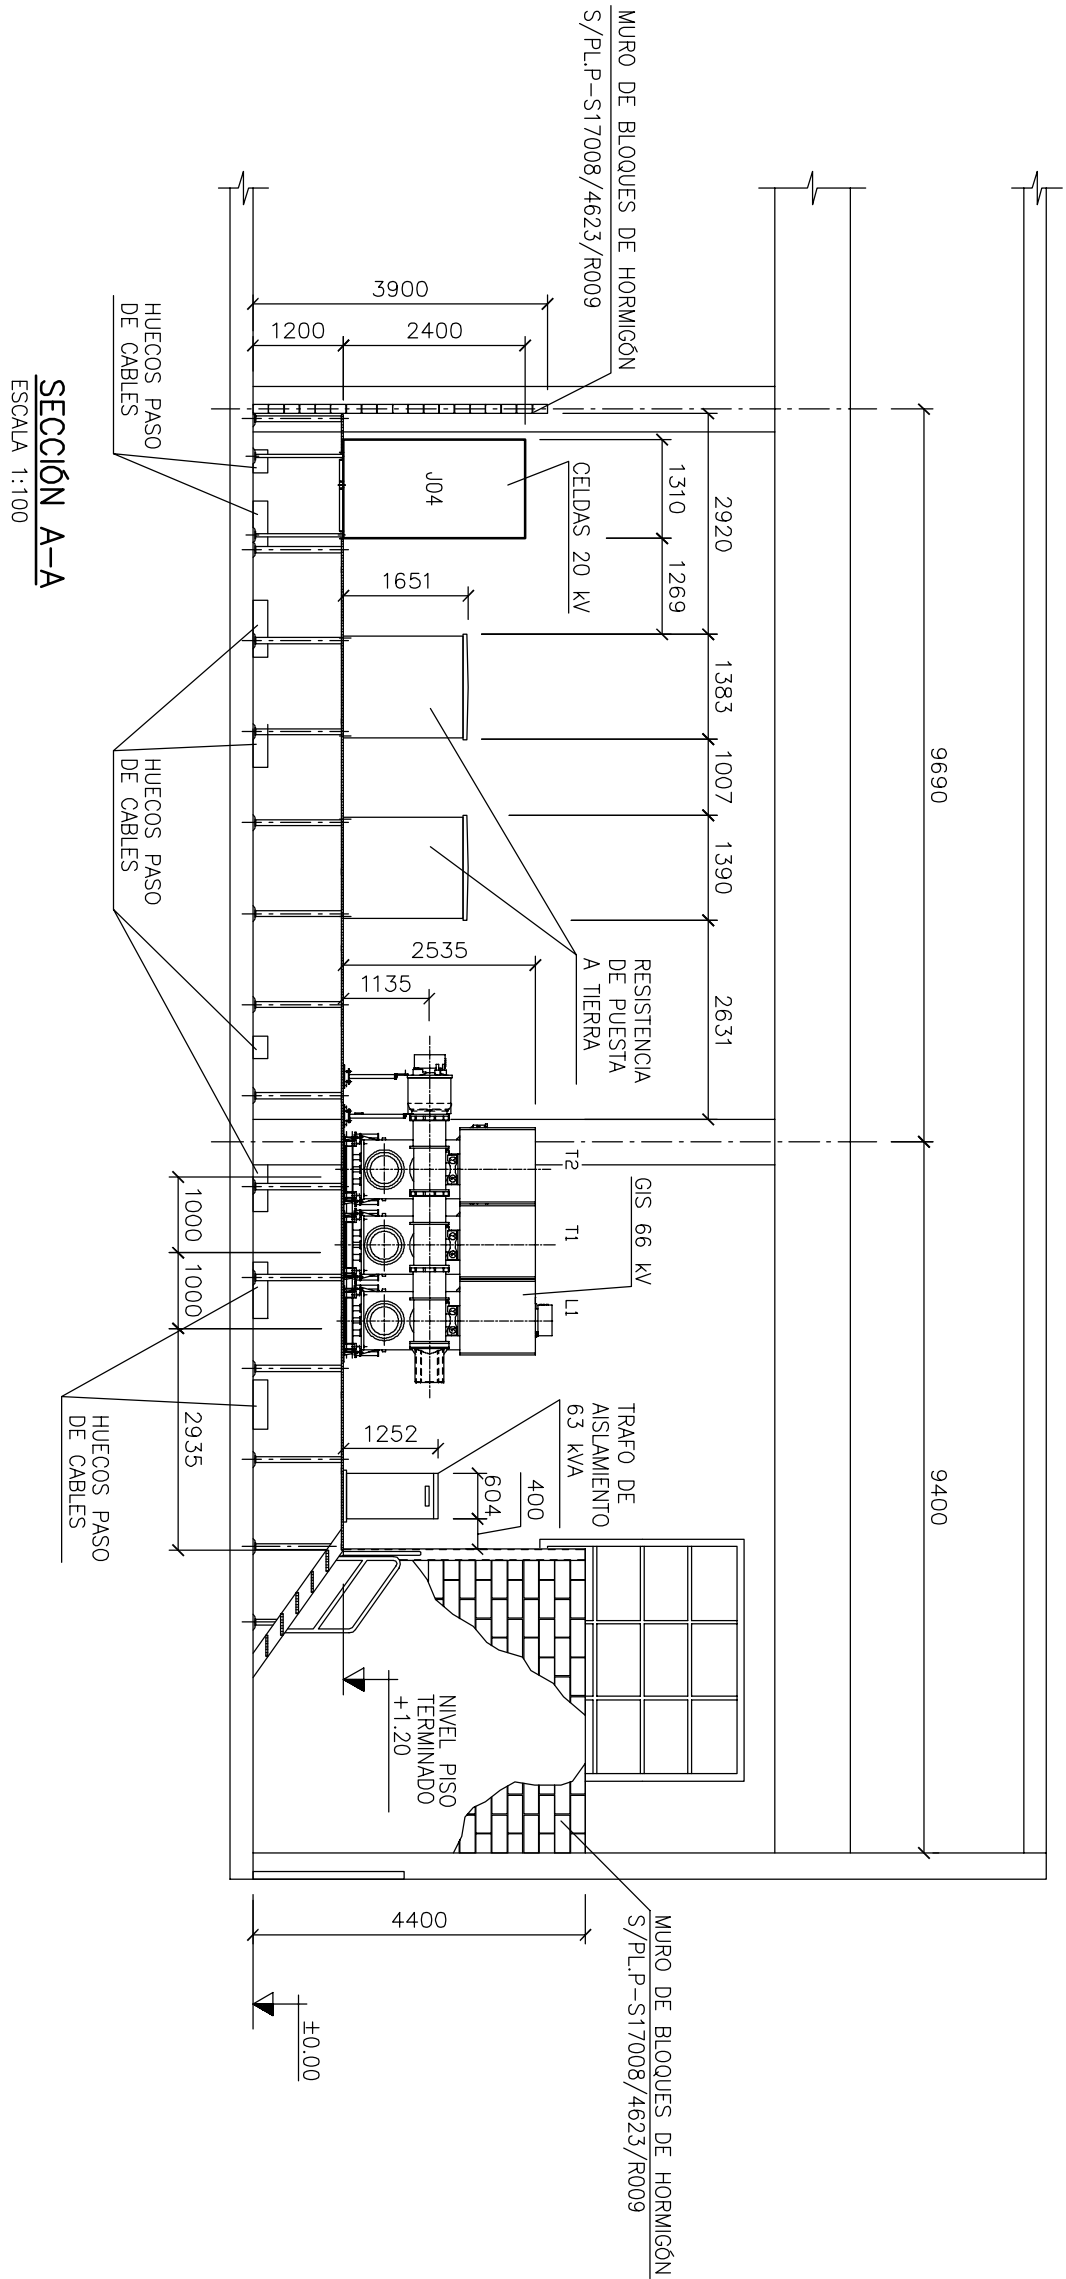 MURO DE BLOQUES DE HORMIGÓN
S/PL.P-S17008/4623/R009
MURO DE BLOQUES DE HORMIGÓN
S/PL.P-S17008/4623/R009
9690
9400
2920
1383
1007
1390
2631
1310
1269
CELDAS 20 kV
RESISTENCIA
DE PUESTA
A TIERRA
GIS 66 kV
T2
T1
L1
TRAFO DE
AISLAMIENTO
63 kVA
3900
2400
1200
J04
1651
2535
1135
1252
604
400
NIVEL PISO
TERMINADO
+1.20
4400
±0.00
1000
1000
2935
HUECOS PASO
DE CABLES
HUECOS PASO
DE CABLES
HUECOS PASO
DE CABLES
SECCIÓN A-A
ESCALA 1:100